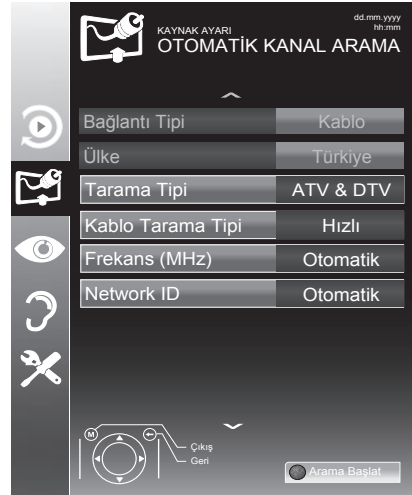 dd.mm.yyyy
hh:mm
KAYNAK AYARI
OTOMATİK KANAL ARAMA
Bağlantı Tipi Kablo
Ülke Türkiye
Tarama Tipi ATV & DTV
Kablo Tarama Tipi Hızlı
Frekans (MHz) Otomatik
Network ID Otomatik
M
Çıkış
Geri
Arama Başlat